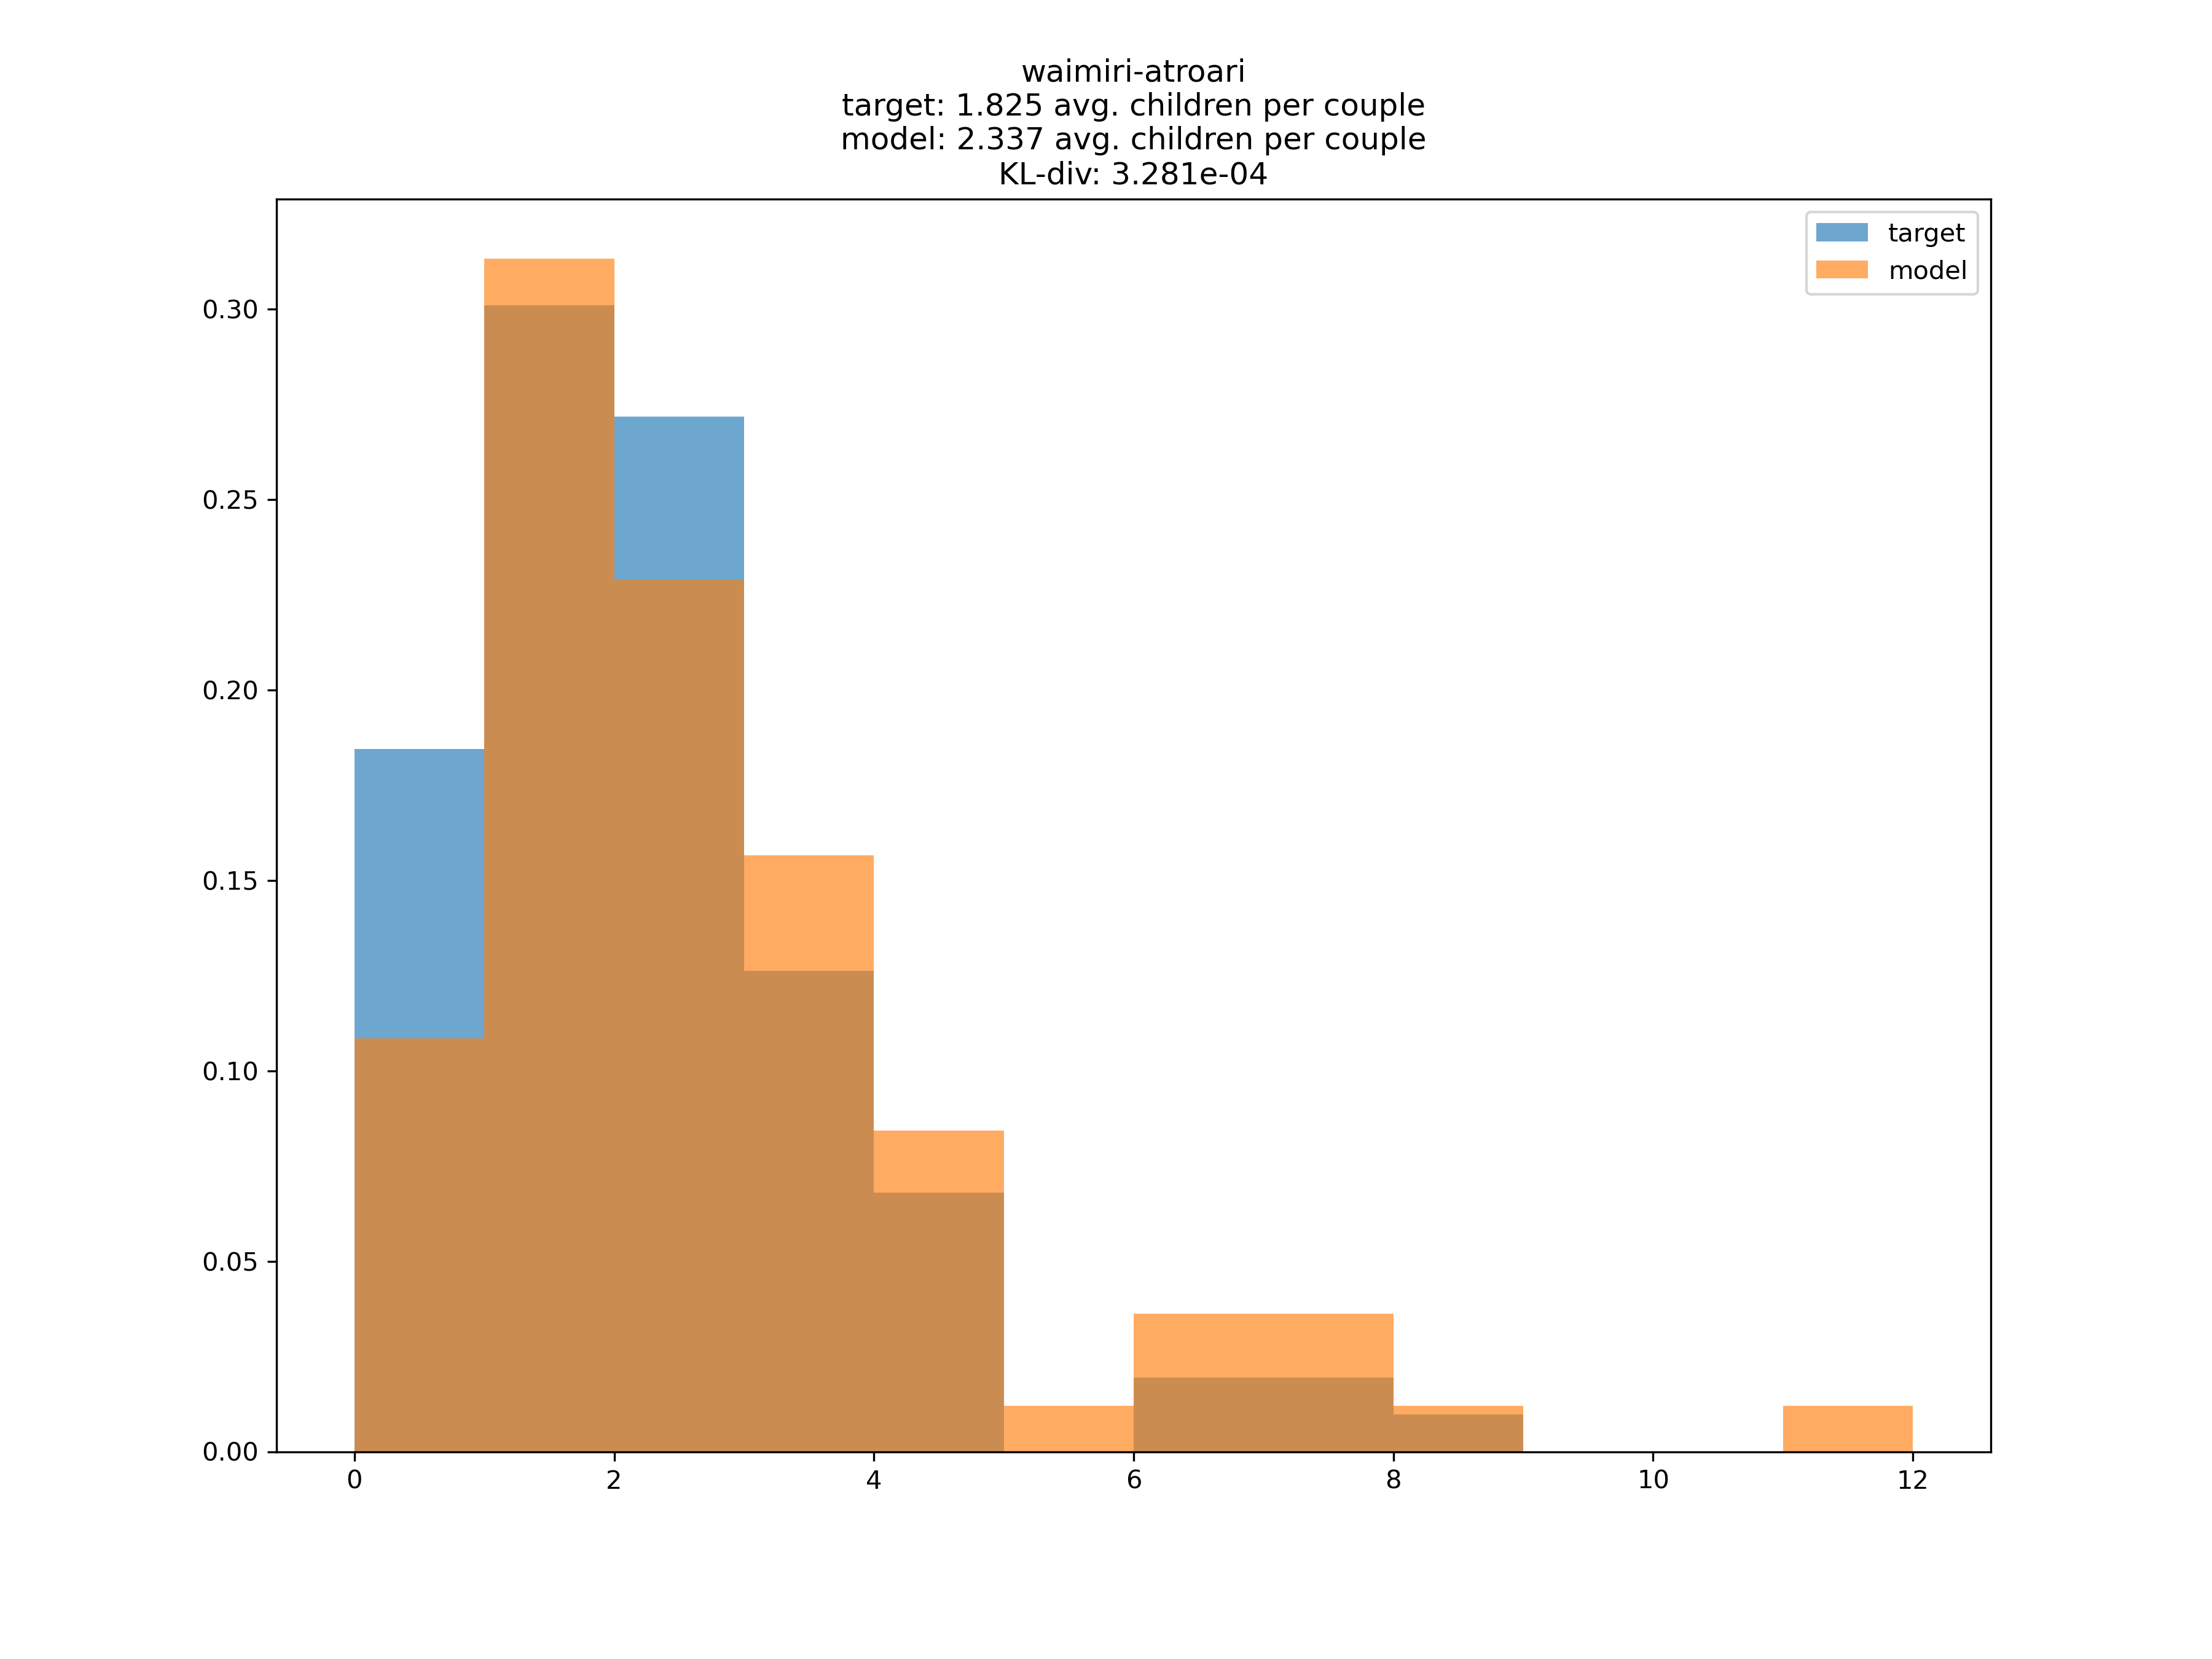 waimiri-atroari
target: 1.825 avg. children per couple
model: 2.337 avg. children per couple
KL-div: 3.281e-04
target
model
0.30
0.25
0.20
0.15
0.10
0.05
0.00
0 2 4 6 8 10 12